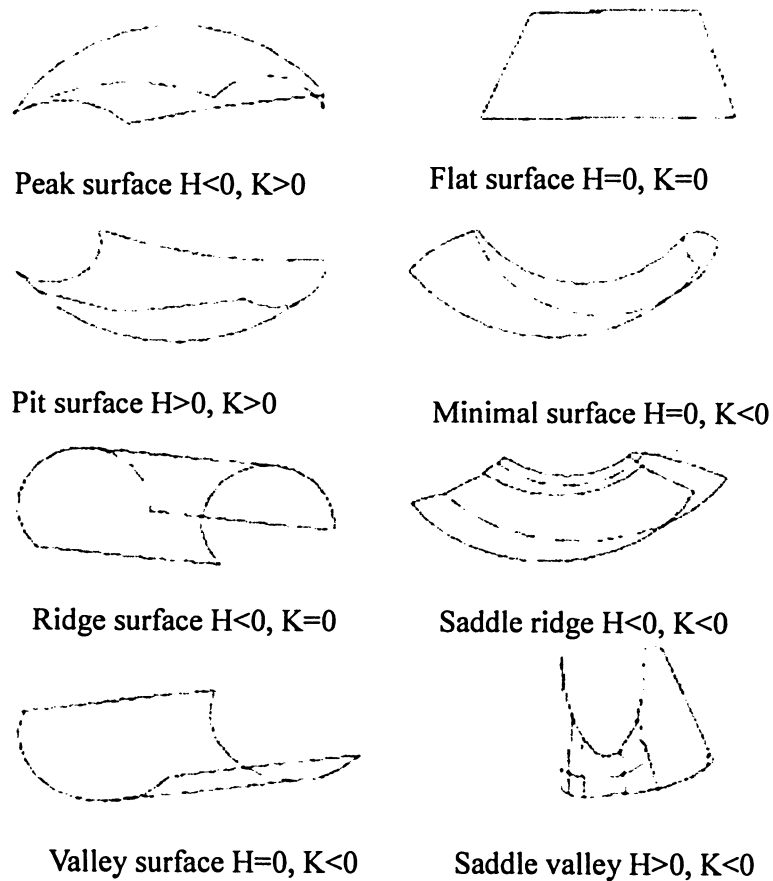 Peak surface H<0, K>0
Flat surface H=0, K=0
Pit surface H>0, K>0
Minimal surface H=0, K<0
Ridge surface H<0, K=0
Saddle ridge H<0, K<0
Valley surface H=0, K<0
Saddle valley H>0, K<0